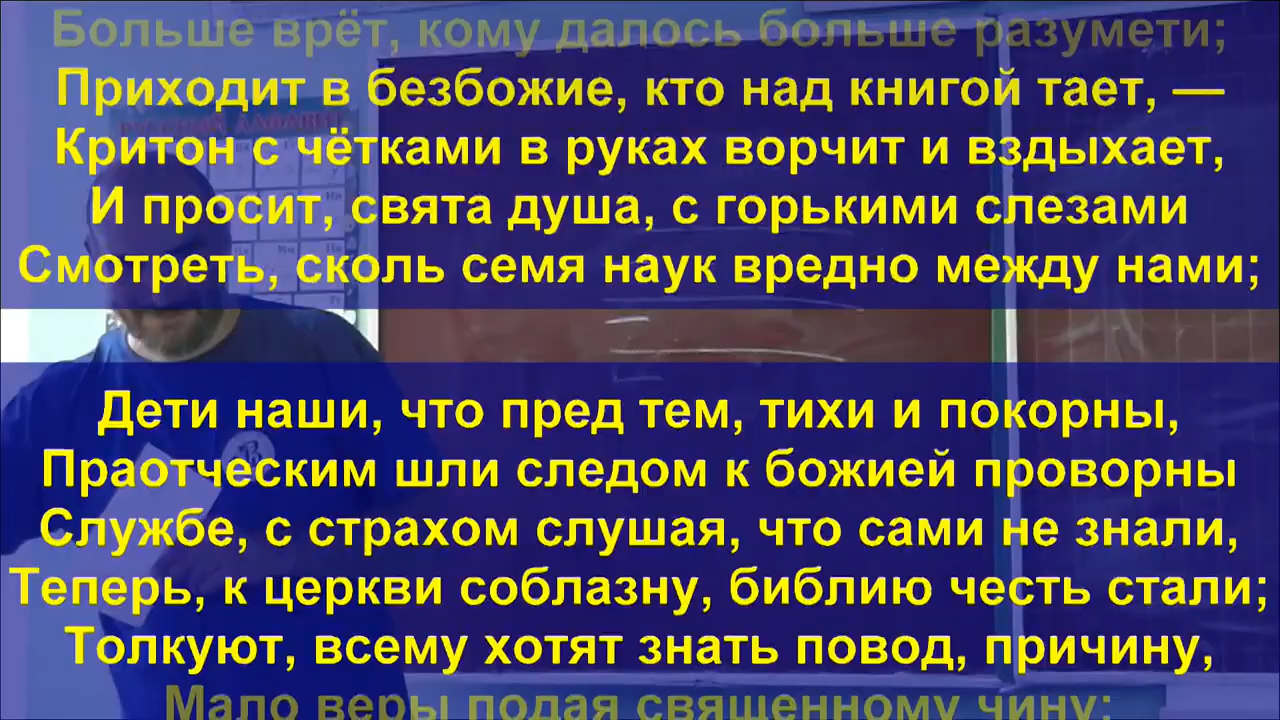 Больше врёт, кому далось больше разумети;
Приходит в безбожие, кто над книгой тает, —
Критон с чётками в руках ворчит и вздыхает,
И просит, свята душа, с горькими слезами
Смотреть, сколь семя наук вредно между нами;
Дети наши, что пред тем, тихи и покорны,
Праотческим шли следом к божией проворны
Службе, с страхом слушая, что сами не знали,
Теперь, к церкви соблазну, библию честь стали;
Толкуют, всему хотят знать повод, причину,
Мало веры подая священному чину;